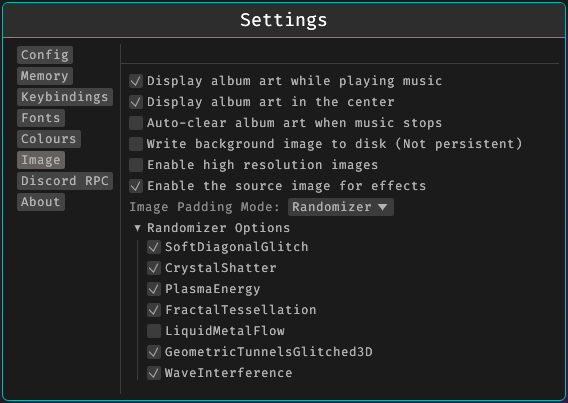 Settings
Config
Memory
Keybindings
Fonts
Colours
Image
Discord RPC
About
Display album art while playing music
Display album art in the center
Auto-clear album art when music stops
Write background image to disk (Not persistent)
Enable high resolution images
Enable the source image for effects
Image Padding Mode: Randomizer
Randomizer Options
SoftDiagonalGlitch
CrystalShatter
PlasmaEnergy
FractalTessellation
LiquidMetalFlow
GeometricTunnelsGlitched3D
WaveInterference